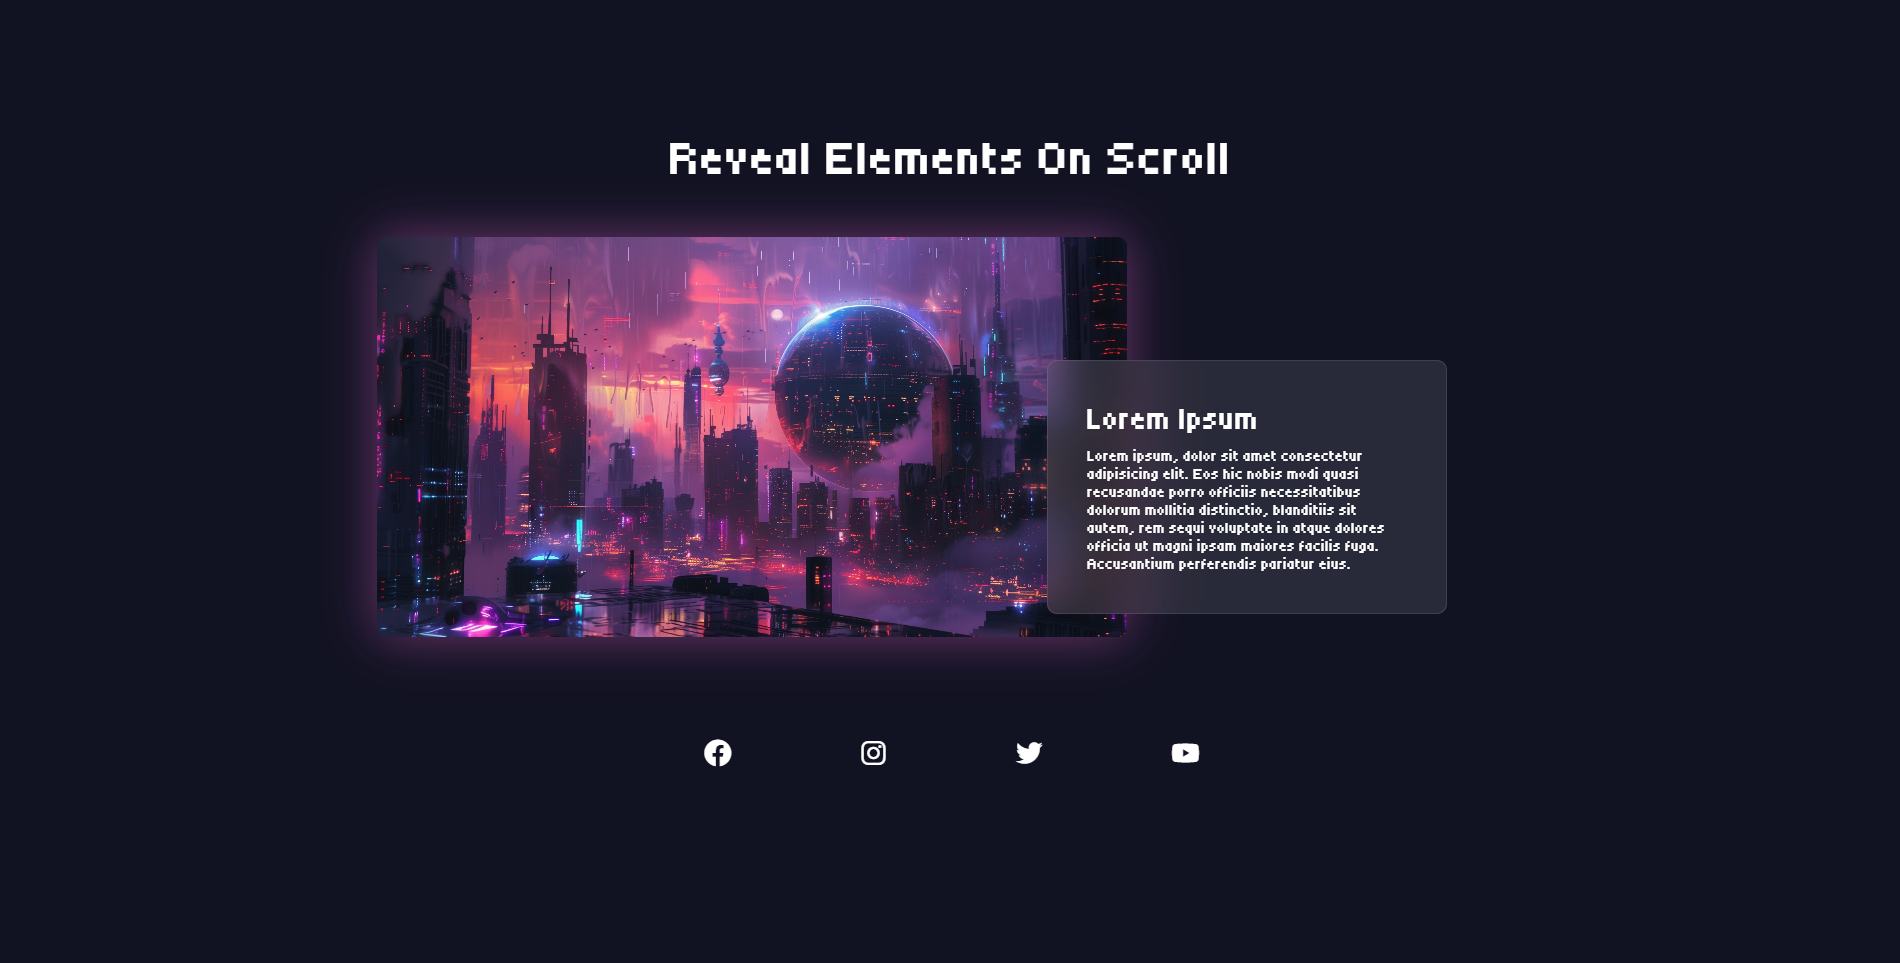 Reveal Elements On Scroll
Lorem Ipsum
Lorem ipsum, dolor sit amet consectetur
adipisicing elit. Eos hic nobis modi quasi
recusandae porro officiis necessitatibus
dolorum mollitia distinctio, blanditiis sit
autem, rem sequi voluptate in atque dolores
officia ut magni ipsam maiores facilis fuga.
Accusantium perferendis pariatur eius.